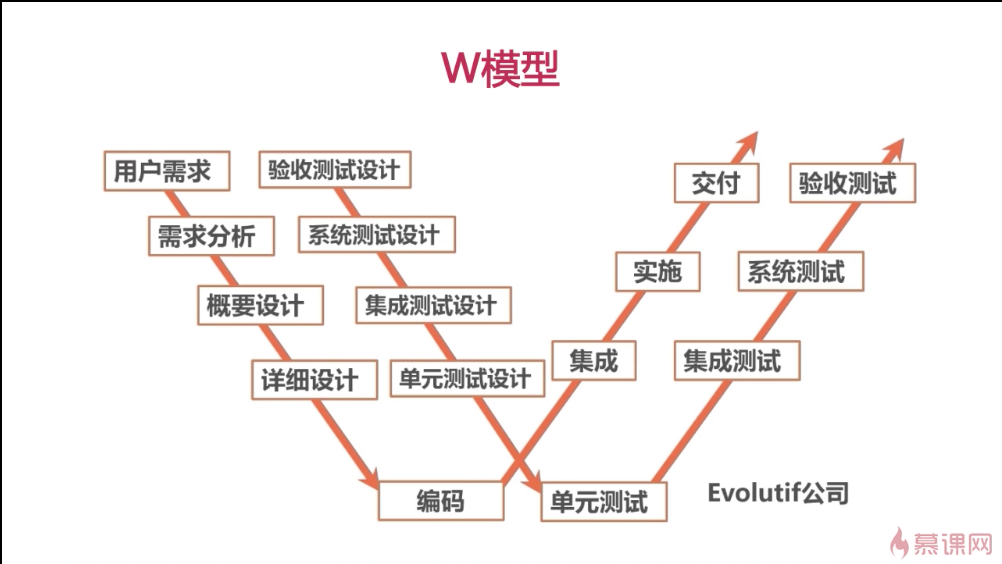 W模型
用户需求
验收测试设计
交付
验收测试
需求分析
系统测试设计
实施
系统测试
概要设计
集成测试设计
集成
集成测试
详细设计
单元测试设计
编码
单元测试
Evolutif公司
慕课网